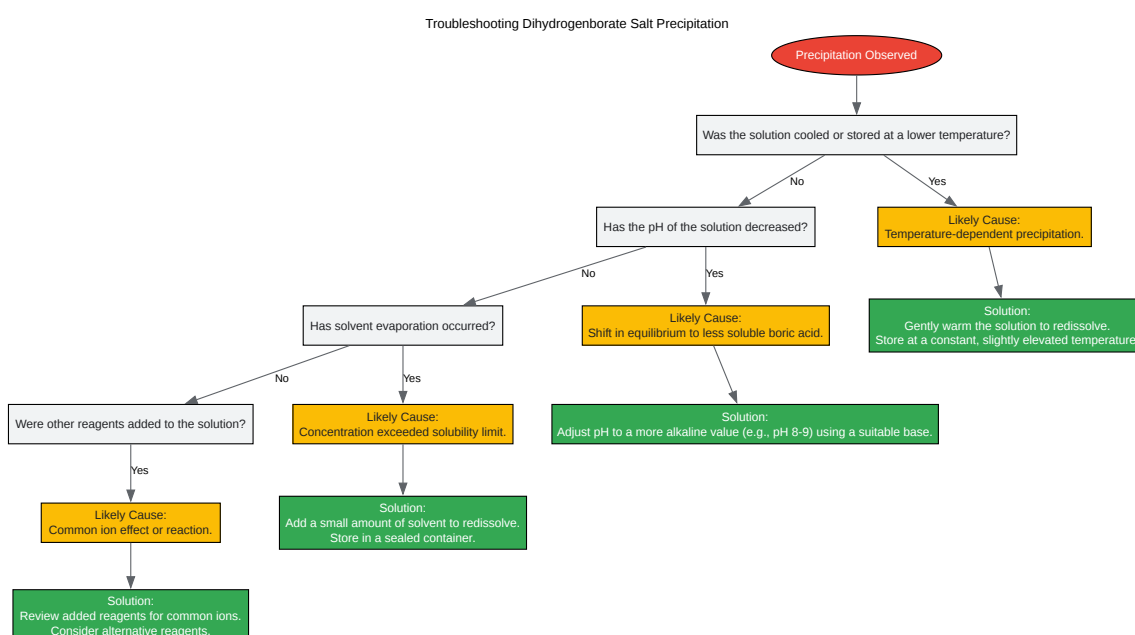 Troubleshooting Dihydrogenborate Salt Precipitation
Precipitation Observed
Was the solution cooled or stored at a lower temperature?
No
Yes
Has the pH of the solution decreased?
Likely Cause:
Temperature-dependent precipitation.
No
Yes
Has solvent evaporation occurred?
Likely Cause:
Shift in equilibrium to less soluble boric acid.
Solution:
Gently warm the solution to redissolve.
Store at a constant, slightly elevated temperature
No
Yes
Were other reagents added to the solution?
Likely Cause:
Concentration exceeded solubility limit.
Solution:
Adjust pH to a more alkaline value (e.g., pH 8-9) using a suitable base.
Yes
Likely Cause:
Common ion effect or reaction.
Solution:
Add a small amount of solvent to redissolve.
Store in a sealed container.
Solution:
Review added reagents for common ions.
Consider alternative reagents.